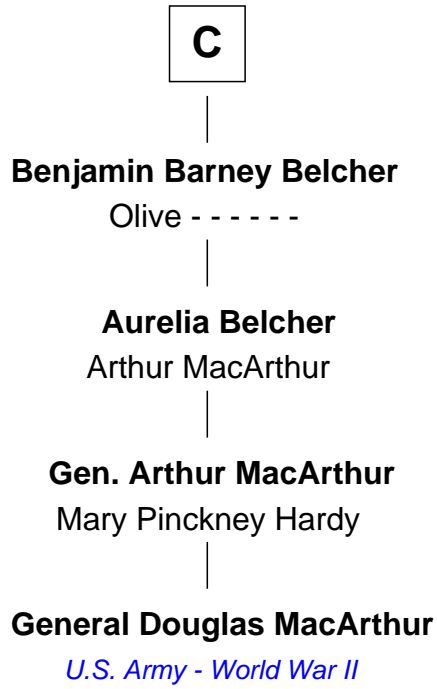 C
Benjamin Barney Belcher
Olive - - - - - -
Aurelia Belcher
Arthur MacArthur
Gen. Arthur MacArthur
Mary Pinckney Hardy
General Douglas MacArthur
U.S. Army - World War II